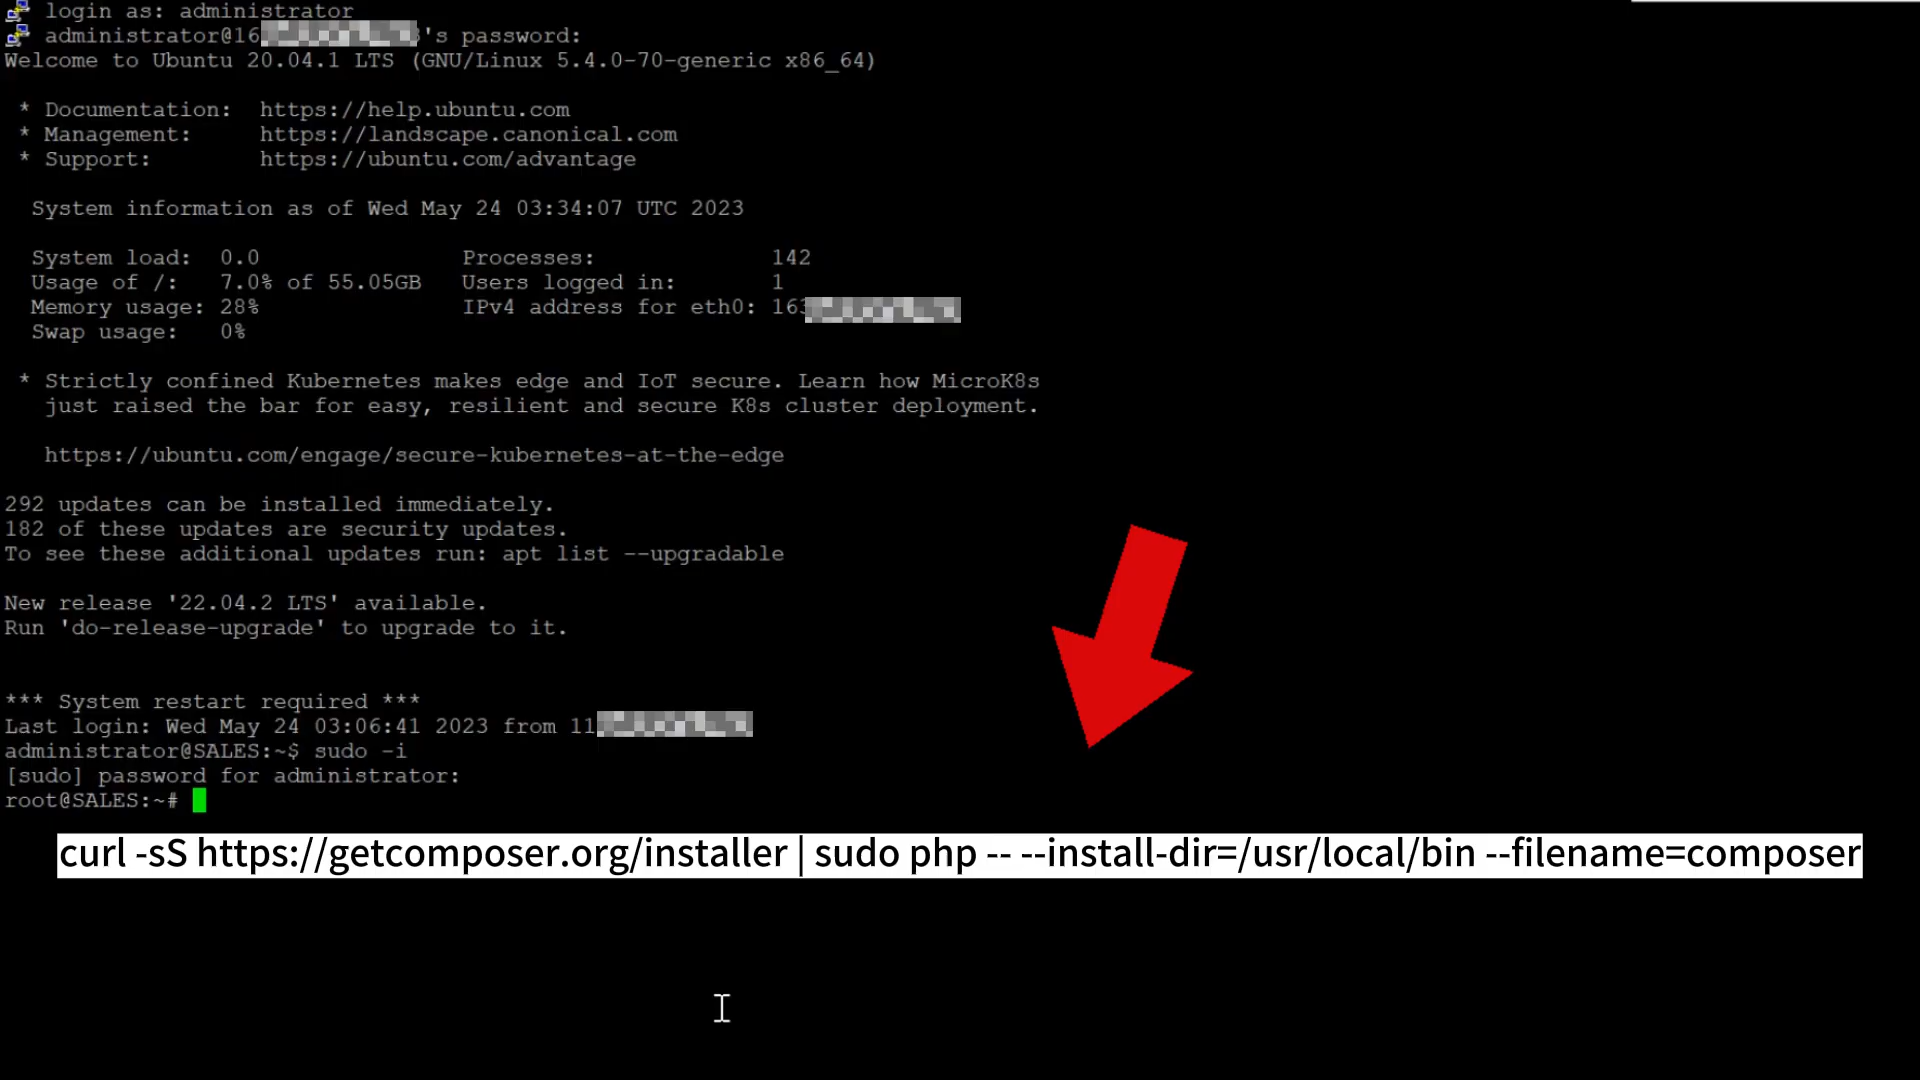 login as: administrator
administrator@16 's password:
Welcome to Ubuntu 20.04.1 LTS (GNU/Linux 5.4.0-70-generic x86_64)
* Documentation: https://help.ubuntu.com
* Management: https://landscape.canonical.com
* Support: https://ubuntu.com/advantage
System information as of Wed May 24 03:34:07 UTC 2023
System load: 0.0 Processes: 142
Usage of /: 7.0% of 55.05GB Users logged in: 1
Memory usage: 28% IPv4 address for eth0: 163
Swap usage: 0%
* Strictly confined Kubernetes makes edge and IoT secure. Learn how MicroK8s
just raised the bar for easy, resilient and secure K8s cluster deployment.
https://ubuntu.com/engage/secure-kubernetes-at-the-edge
292 updates can be installed immediately.
182 of these updates are security updates.
To see these additional updates run: apt list --upgradable
New release '22.04.2 LTS' available.
Run 'do-release-upgrade' to upgrade to it.
*** System restart required ***
Last login: Wed May 24 03:06:41 2023 from 11
administrator@SALES:~$ sudo -i
[sudo] password for administrator:
root@SALES:~#
curl -sS https://getcomposer.org/installer | sudo php -- --install-dir=/usr/local/bin --filename=composer